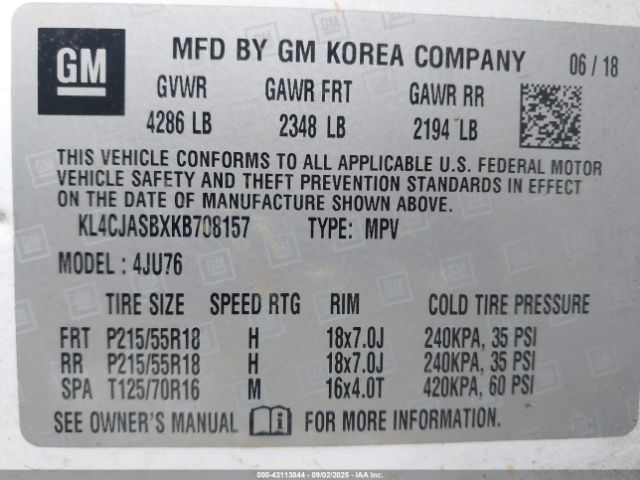 GM
MFD BY GM KOREA COMPANY
06 / 18
GVWR GAWR FRT GAWR RR
4286 LB 2348 LB 2194 LB
THIS VEHICLE CONFORMS TO ALL APPLICABLE U.S. FEDERAL MOTOR
VEHICLE SAFETY AND THEFT PREVENTION STANDARDS IN EFFECT
ON THE DATE OF MANUFACTURE SHOWN ABOVE.
KL4CJASBXKB708157 TYPE: MPV
MODEL : 4JU76
TIRE SIZE SPEED RTG RIM COLD TIRE PRESSURE
FRT P215/55R18 H 18x7.0J 240KPA, 35 PSI
RR P215/55R18 H 18x7.0J 240KPA, 35 PSI
SPA T125/70R16 M 16x4.0T 420KPA, 60 PSI
SEE OWNER'S MANUAL i FOR MORE INFORMATION.
000-43113844 - 09/02/2025 - COPYRIGHT IAA